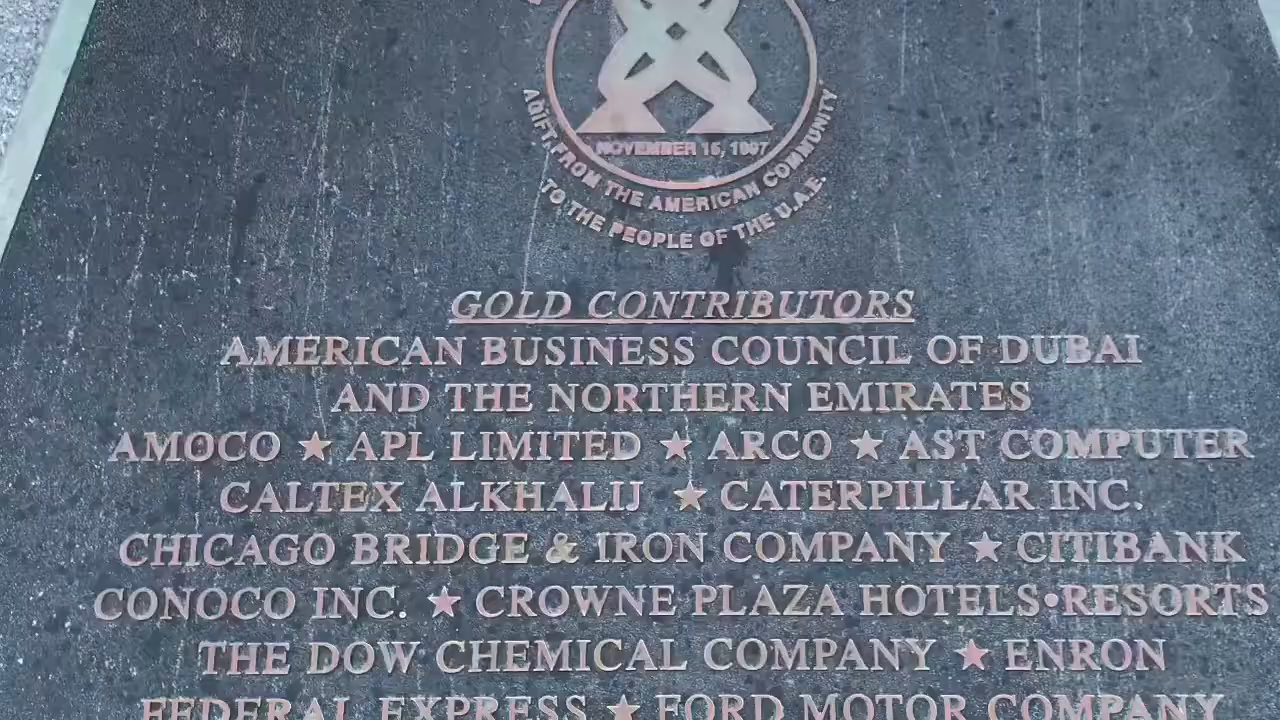 NOVEMBER 15, 1997
A GIFT FROM THE AMERICAN COMMUNITY
TO THE PEOPLE OF THE U.A.E.
GOLD CONTRIBUTORS
AMERICAN BUSINESS COUNCIL OF DUBAI
AND THE NORTHERN EMIRATES
AMOCO ★ APL LIMITED ★ ARCO ★ AST COMPUTER
CALTEX ALKHALIJ ★ CATERPILLAR INC.
CHICAGO BRIDGE & IRON COMPANY ★ CITIBANK
CONOCO INC. ★ CROWNE PLAZA HOTELS•RESORTS
THE DOW CHEMICAL COMPANY ★ ENRON
FEDERAL EXPRESS ★ FORD MOTOR COMPANY